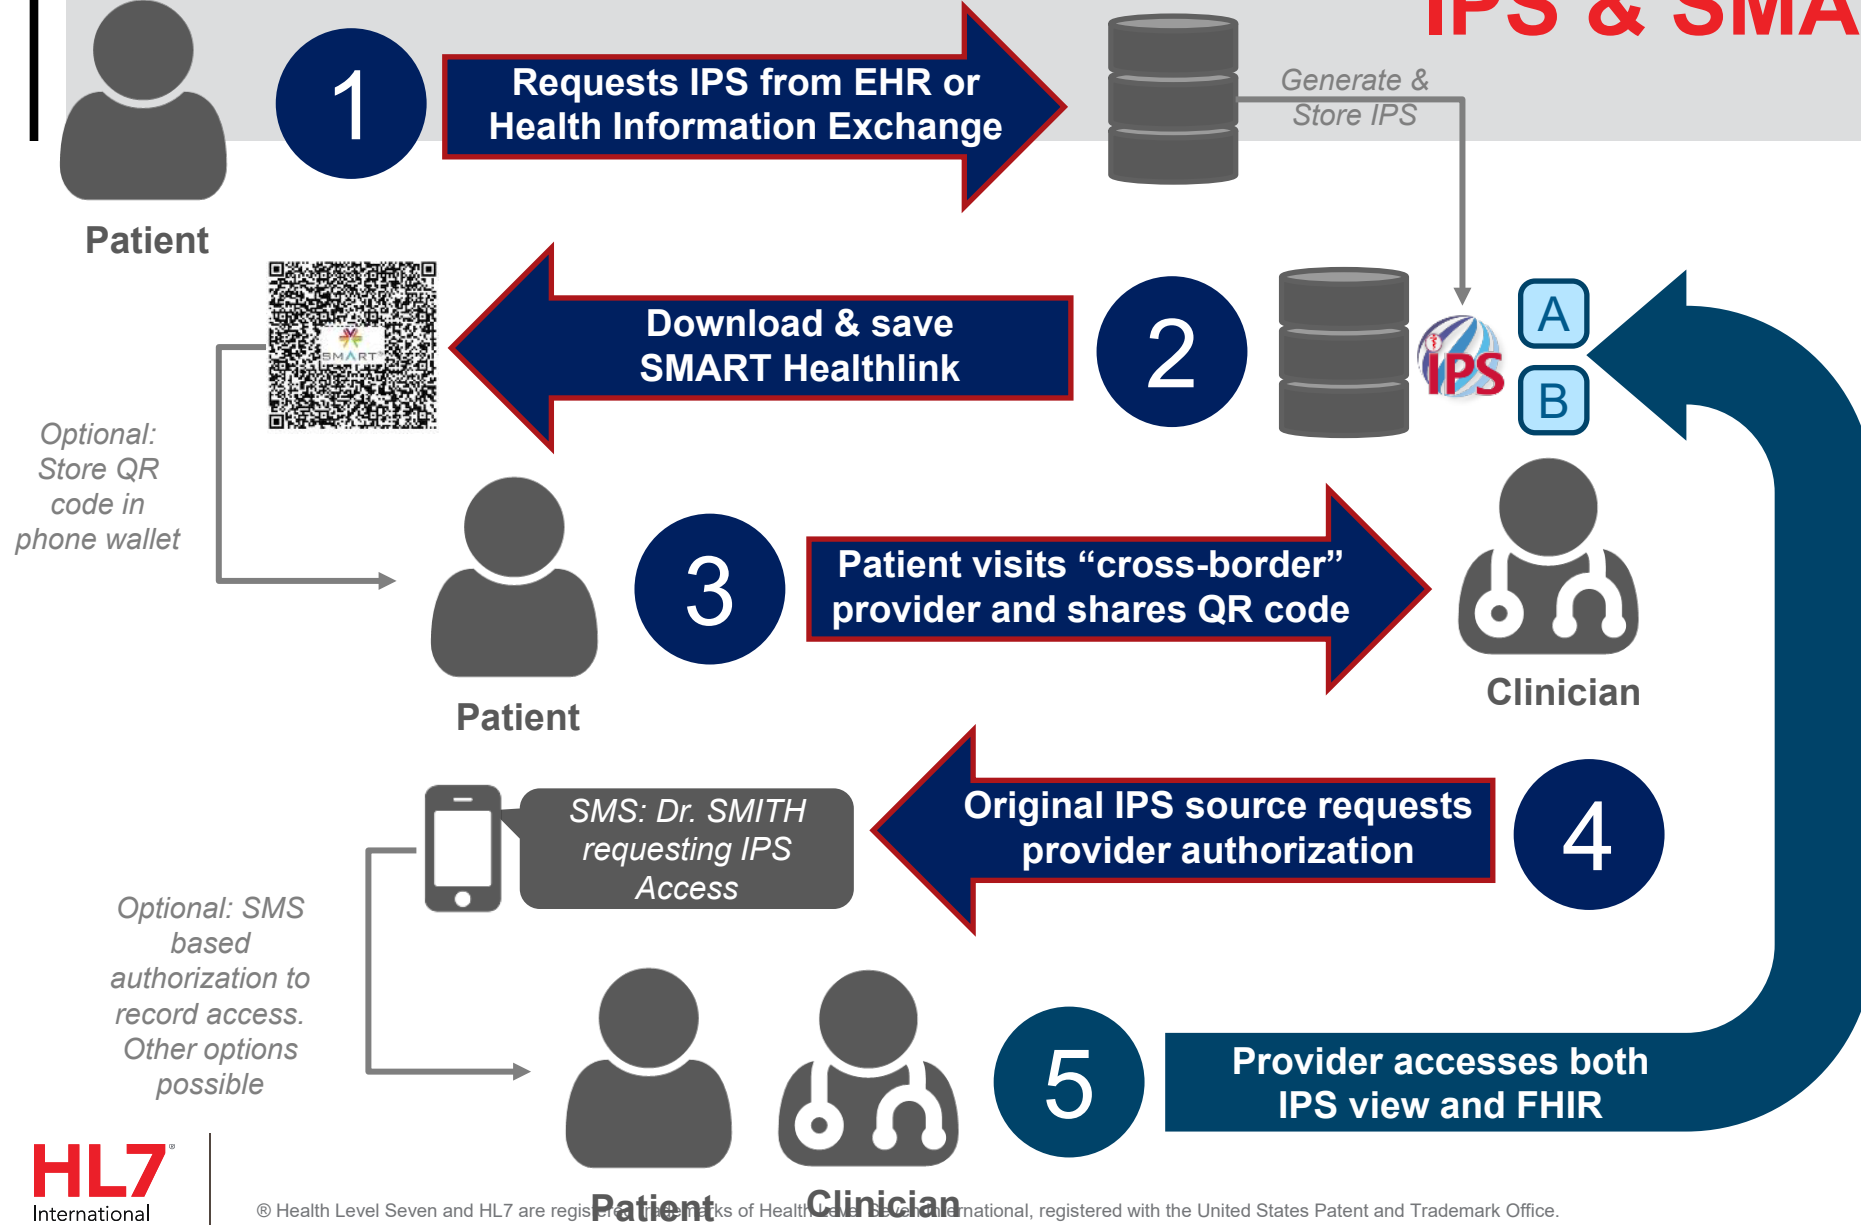 IPS & SMA
1
Requests IPS from EHR or
Health Information Exchange
Generate &
Store IPS
Patient
SMART
Download & save
SMART Healthlink
2
IPS
A
B
Optional:
Store QR
code in
phone wallet
3
Patient visits “cross-border”
provider and shares QR code
Patient
Clinician
SMS: Dr. SMITH
requesting IPS
Access
Original IPS source requests
provider authorization
4
Optional: SMS
based
authorization to
record access.
Other options
possible
5
Provider accesses both
IPS view and FHIR
Patient
Clinician
HL7®
International
® Health Level Seven and HL7 are registered trademarks of Health Level Seven International, registered with the United States Patent and Trademark Office.